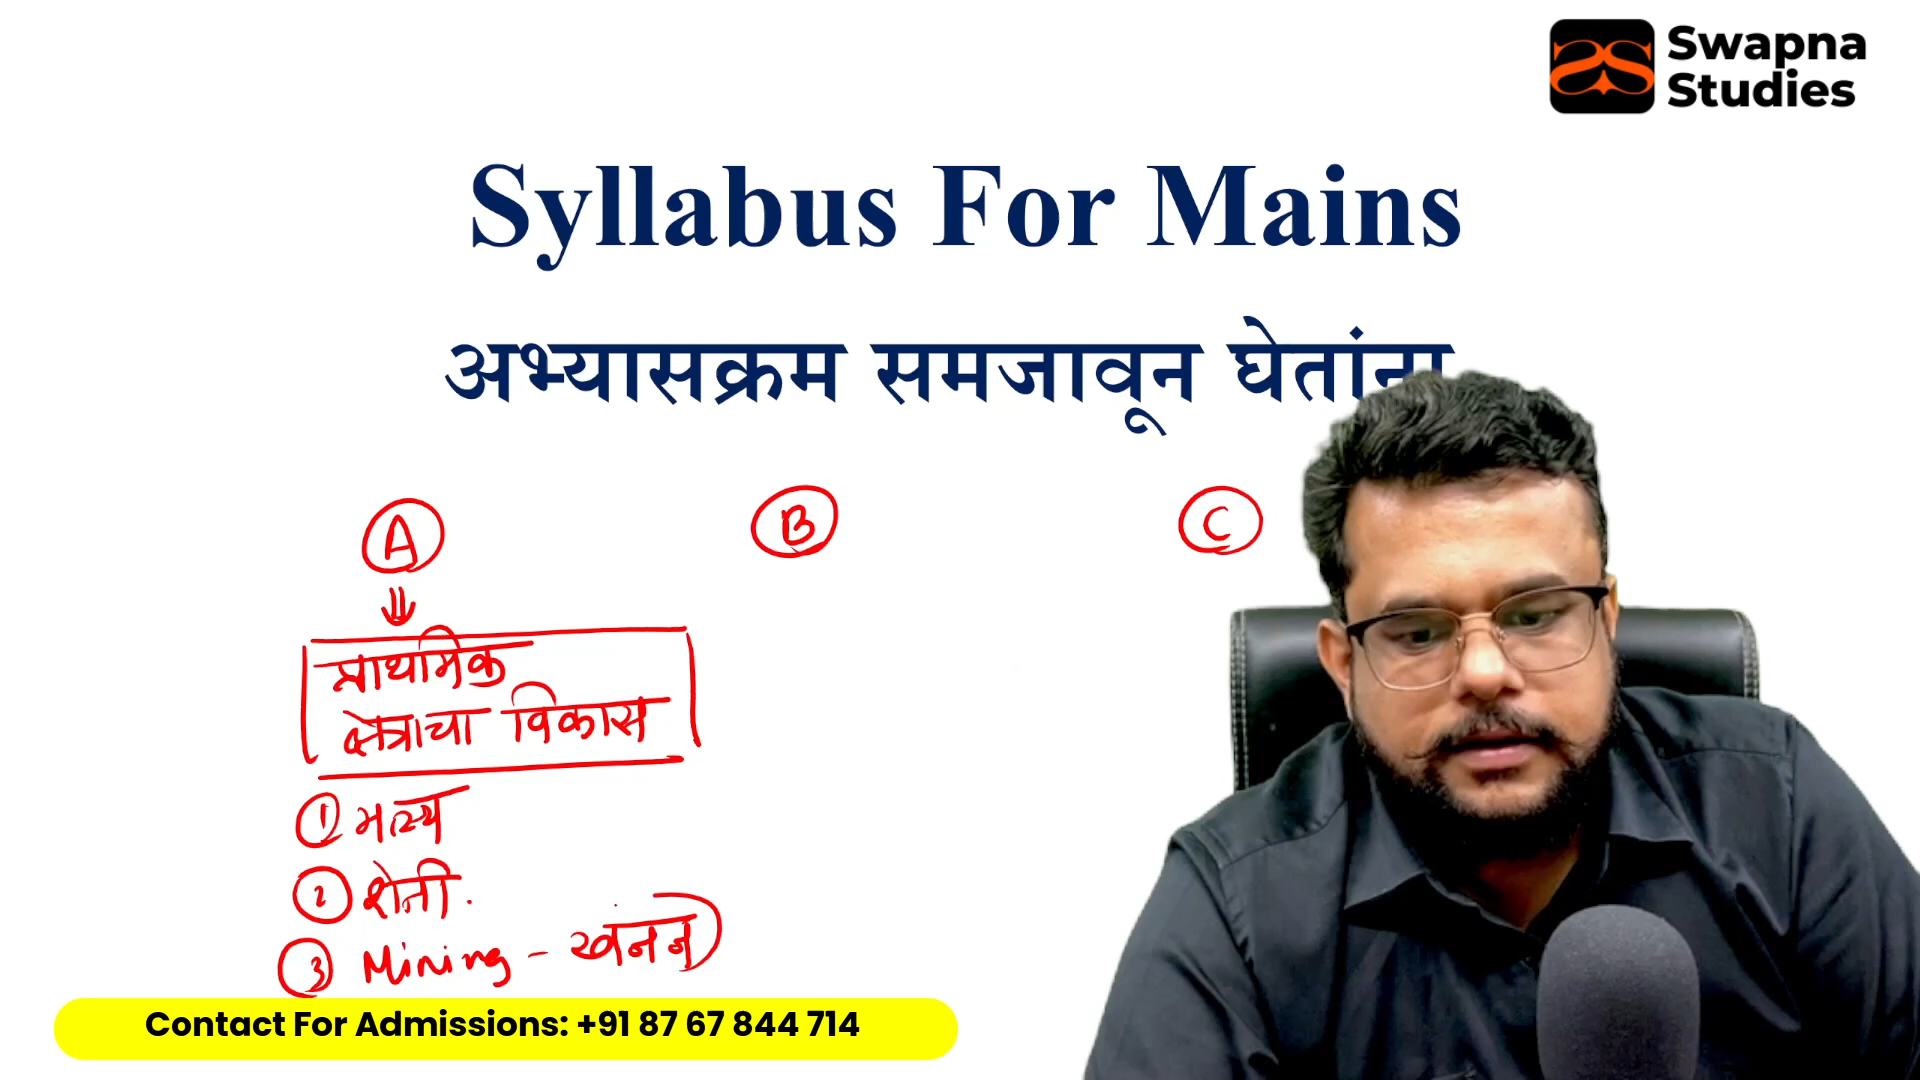 Swapna
Studies
Syllabus For Mains
अभ्यासक्रम समजावून घेतांना
A
B
C
प्राथमिक
क्षेत्राचा विकास
1 मत्स्य
2 शेती.
3 Mining - खनन
Contact For Admissions: +91 87 67 844 714